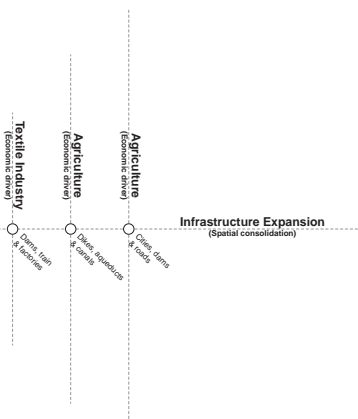 Textile Industry
(Economic driver)
Agriculture
(Economic driver)
Agriculture
(Economic driver)
Infrastructure Expansion
(Spatial consolidation)
Dams, train
& factories
Dikes, aqueducts
& canals
Cities, dams
& roads